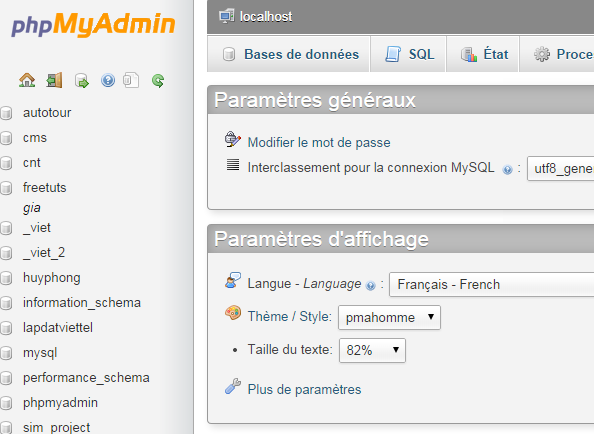 phpMyAdmin
autotour
cms
cnt
freetuts
gia
_viet
_viet_2
huyphong
information_schema
lapdatviettel
mysql
performance_schema
phpmyadmin
sim_project
localhost
Bases de données SQL État Proce
Paramètres généraux
Modifier le mot de passe
Interclassement pour la connexion MySQL : utf8_gene
Paramètres d'affichage
Langue - Language : Français - French
Thème / Style: pmahomme
Taille du texte: 82%
Plus de paramètres